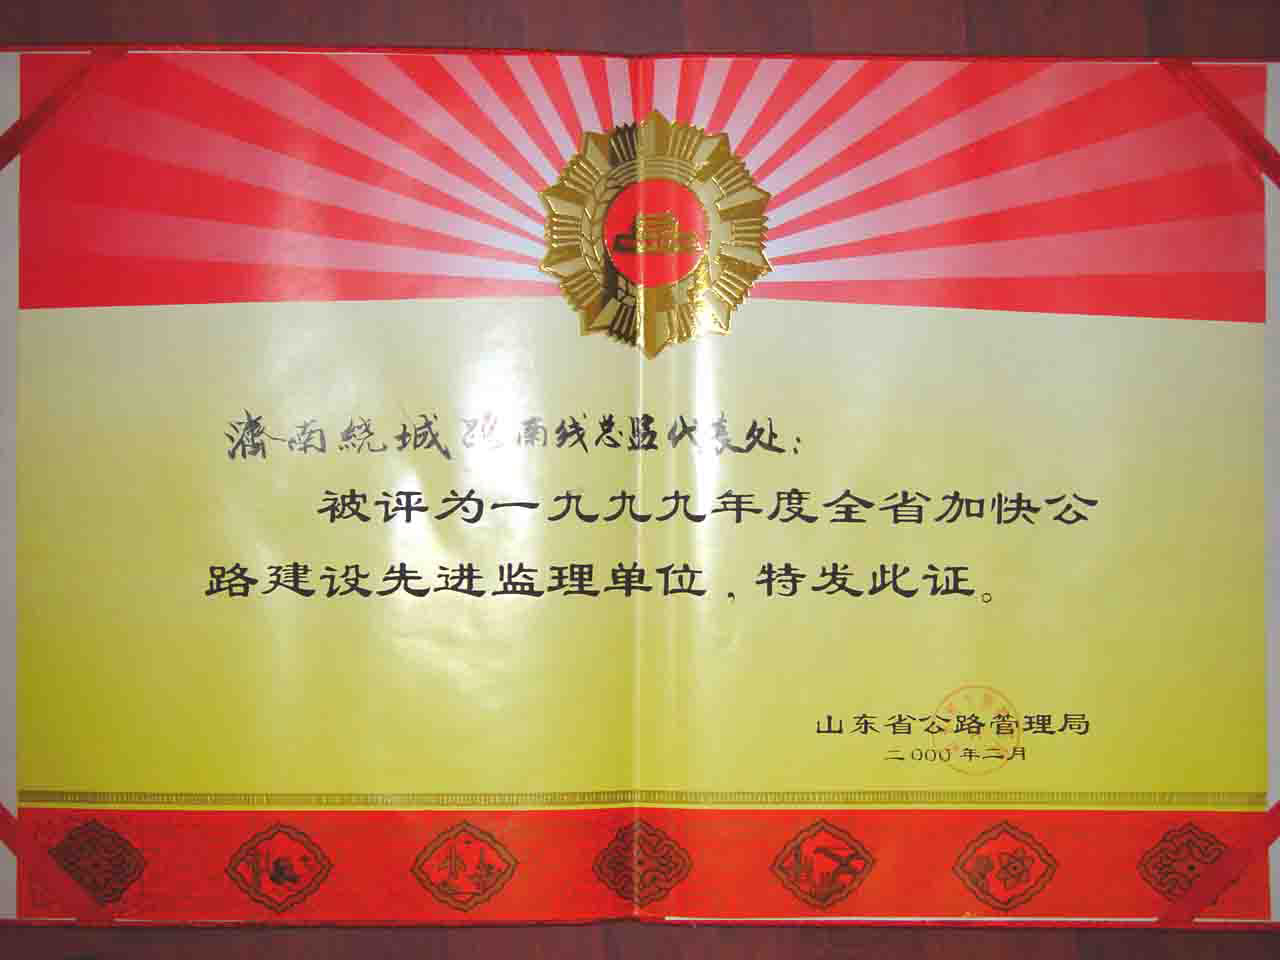 济南绕城路南线总监代表处：
被评为一九九九年度全省加快公
路建设先进监理单位，特发此证。
山东省公路管理局
二000年二月